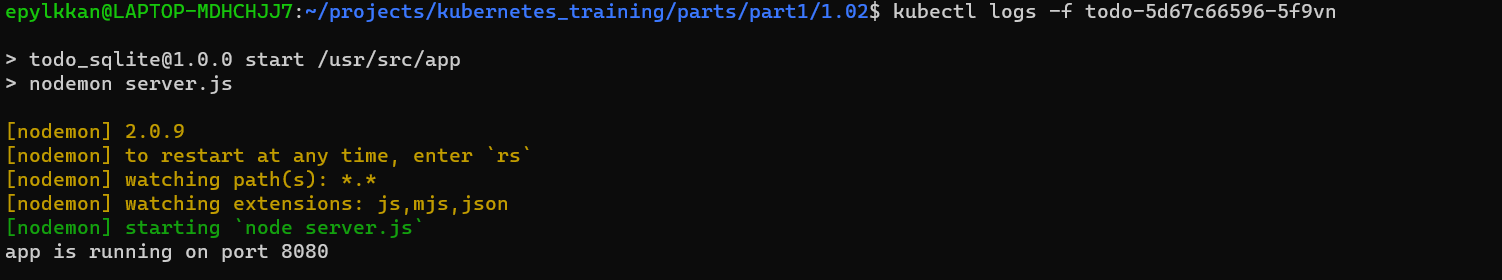 epylkkan@LAPTOP-MDHCHJJ7:~/projects/kubernetes_training/parts/part1/1.02$ kubectl logs -f todo-5d67c66596-5f9vn
> todo_sqlite@1.0.0 start /usr/src/app
> nodemon server.js
[nodemon] 2.0.9
[nodemon] to restart at any time, enter `rs`
[nodemon] watching path(s): *.*
[nodemon] watching extensions: js,mjs,json
[nodemon] starting `node server.js`
app is running on port 8080